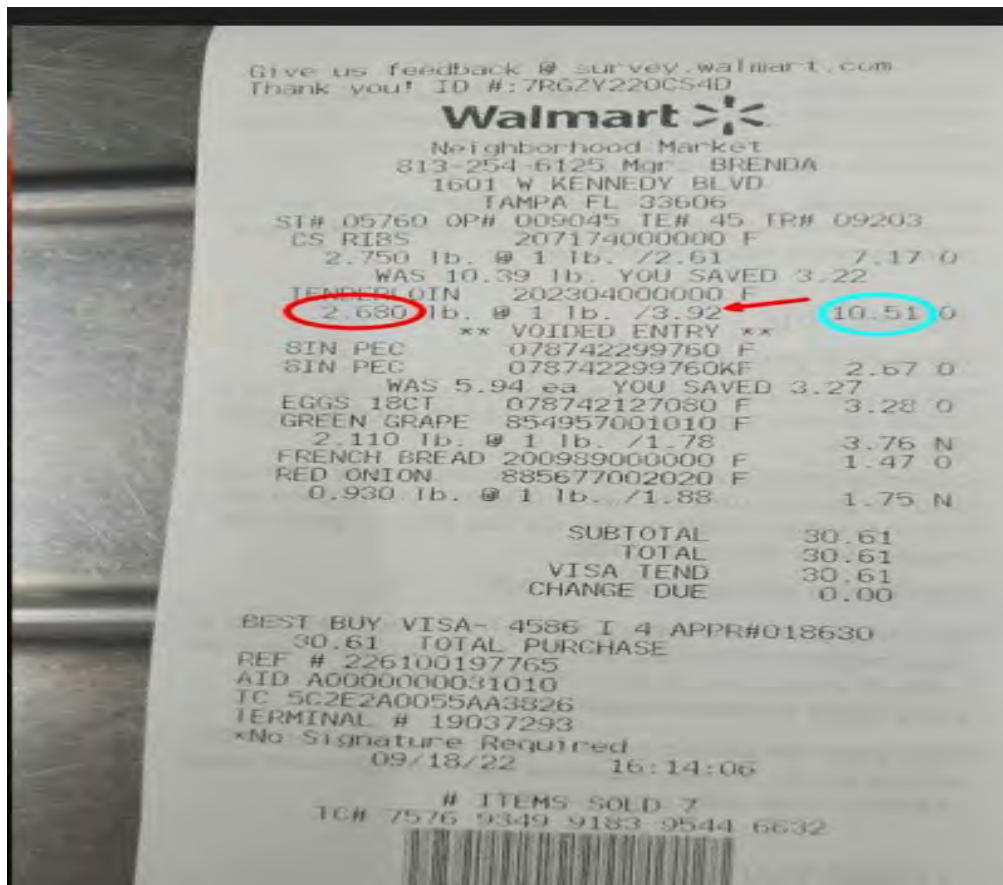 Give us feedback @ survey.walmart.com
Thank you! ID #:7RGZY220CS4D
Walmart
Neighborhood Market
813-254-6125 Mgr. BRENDA
1601 W KENNEDY BLVD
TAMPA FL 33606
ST# 05760 OP# 009045 TE# 45 TR# 09203
CS RIBS 207174000000 F
2.750 lb. @ 1 lb. /2.61 7.17 O
WAS 10.39 lb. YOU SAVED 3.22
TENDERLOIN 202304000000 F
2.680 lb. @ 1 lb. /3.92 10.51 O
** VOIDED ENTRY **
SIN PEC 078742299760 F
SIN PEC 078742299760KF 2.67 O
WAS 5.94 ea YOU SAVED 3.27
EGGS 18CT 078742127080 F 3.28 O
GREEN GRAPE 854957001010 F
2.110 lb. @ 1 lb. /1.78 3.76 N
FRENCH BREAD 200989000000 F 1.47 O
RED ONION 885677002020 F
0.930 lb. @ 1 lb. /1.88 1.75 N
SUBTOTAL 30.61
TOTAL 30.61
VISA TEND 30.61
CHANGE DUE 0.00
BEST BUY VISA- 4586 I 4 APPR#018630
30.61 TOTAL PURCHASE
REF # 226100197765
AID A0000000031010
TC 5C2E2A0055AA3826
TERMINAL # 19037293
*No Signature Required
09/18/22 16:14:06
# ITEMS SOLD 7
TC# 7576 9349 9183 9544 6632